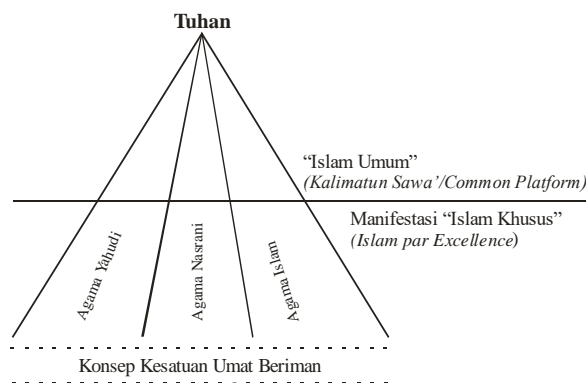 Tuhan
“Islam Umum”
(Kalimatun Sawa’/Common Platform)
Manifestasi “Islam Khusus”
(Islam par Excellence)
Agama Yahudi
Agama Nasrani
Agama Islam
Konsep Kesatuan Umat Beriman